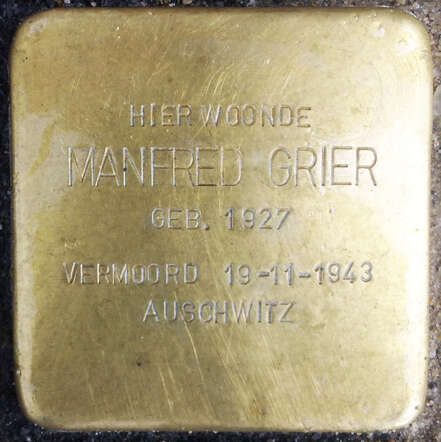 HIER WOONDE
MANFRED GRIER
GEB. 1927
VERMOORD 19-11-1943
AUSCHWITZ